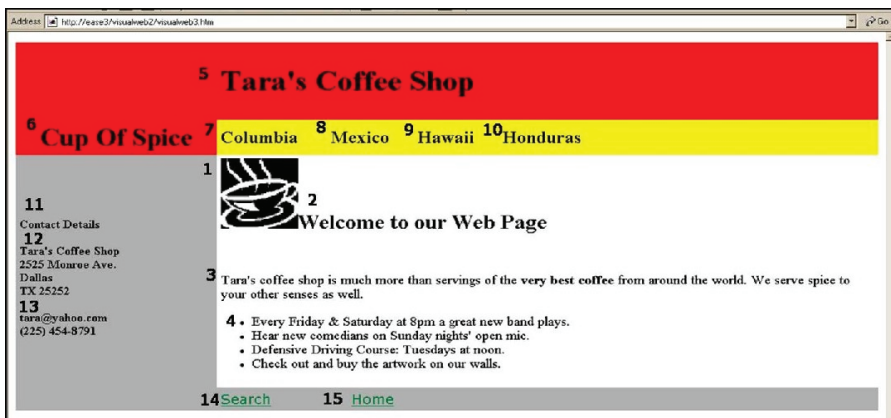 Address http://ease3/visualweb2/visualweb3.htm Go
5 Tara's Coffee Shop
6 Cup Of Spice 7 Columbia 8 Mexico 9 Hawaii 10 Honduras
1
2
Welcome to our Web Page
11
Contact Details
12
Tara's Coffee Shop
2525 Monroe Ave.
Dallas
TX 25252
13
tara@yahoo.com
(225) 454-8791
3 Tara's coffee shop is much more than servings of the very best coffee from around the world. We serve spice to
your other senses as well.
4 • Every Friday & Saturday at 8pm a great new band plays.
• Hear new comedians on Sunday nights' open mic.
• Defensive Driving Course: Tuesdays at noon.
• Check out and buy the artwork on our walls.
14 Search 15 Home